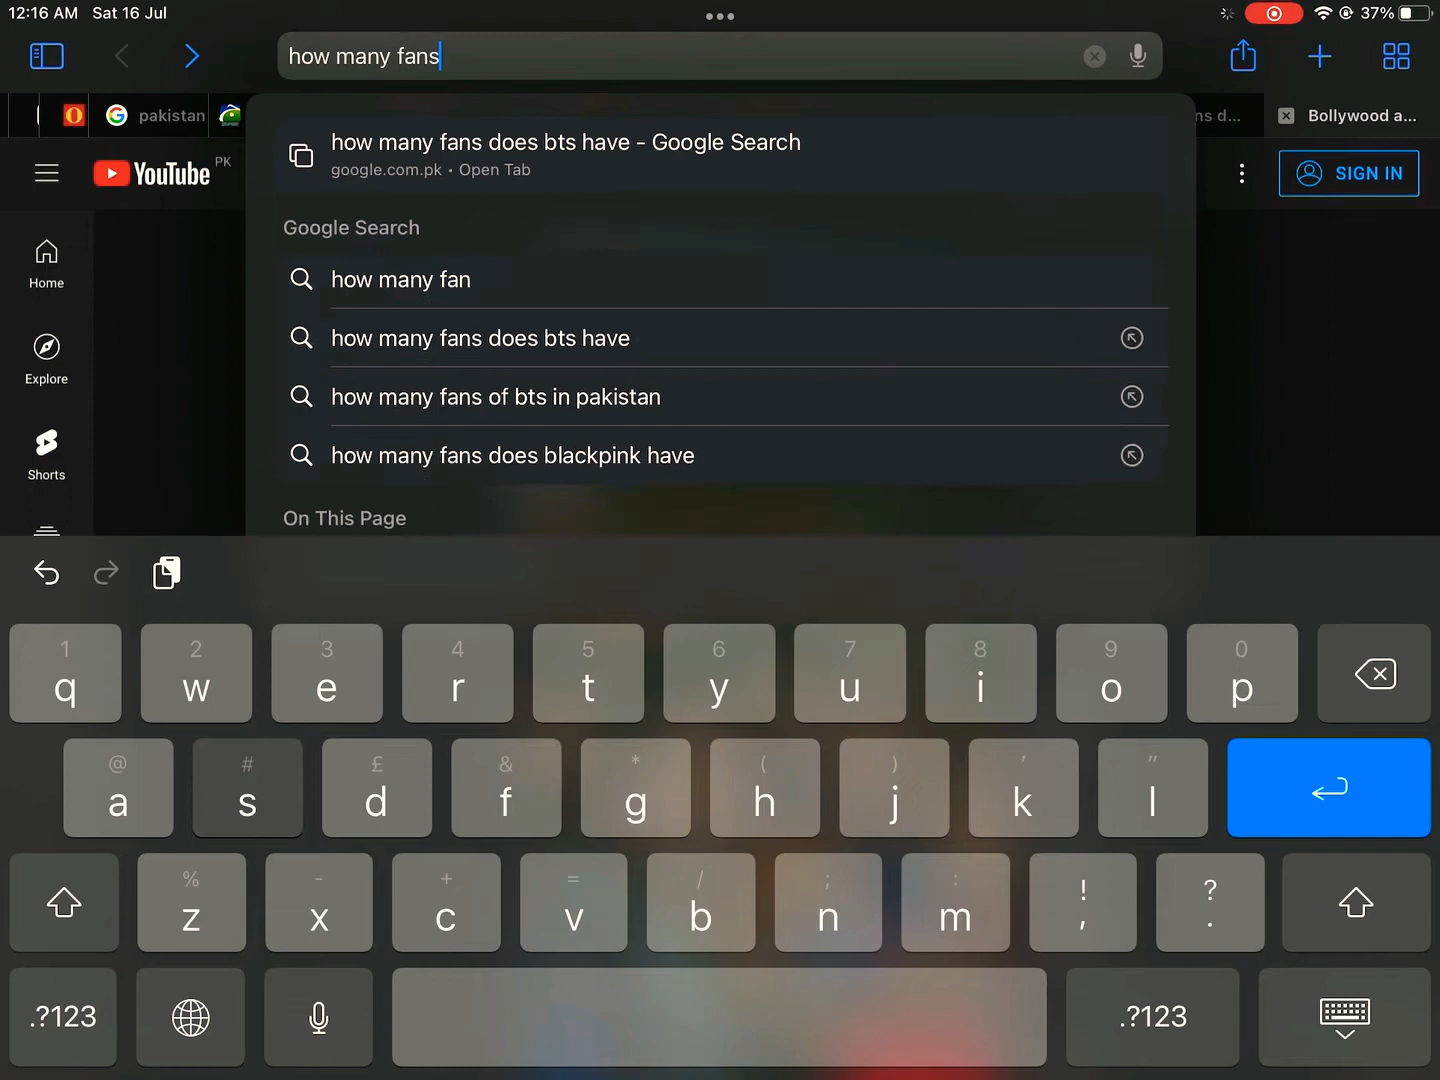 12:16 AM Sat 16 Jul
37%
how many fans
pakistan
ns d...
Bollywood a...
YouTube PK
SIGN IN
how many fans does bts have - Google Search
google.com.pk • Open Tab
Google Search
how many fan
how many fans does bts have
how many fans of bts in pakistan
how many fans does blackpink have
On This Page
Home
Explore
Shorts
1 2 3 4 5 6 7 8 9 0
q w e r t y u i o p
@ # £ & * ( ) ' "
a s d f g h j k l
% - + = / ; : ! ?
z x c v b n m , .
.?123 .?123